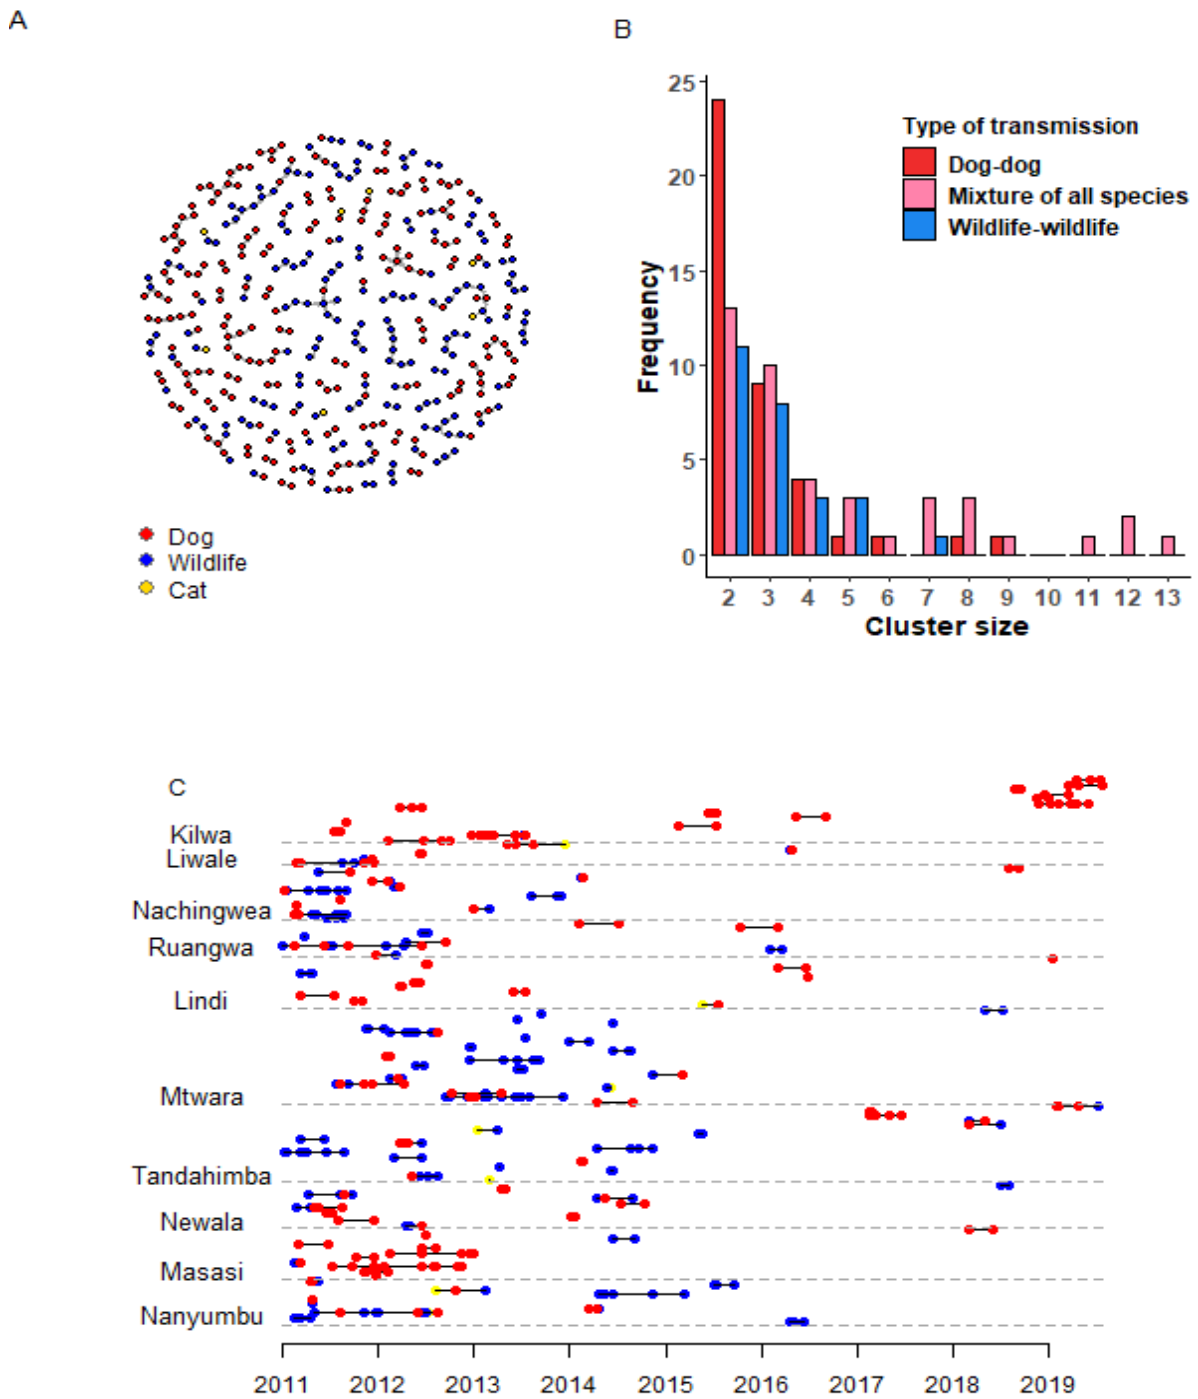 A
B
Dog
Wildlife
Cat
Frequency
25
20
15
10
5
0
Type of transmission
Dog-dog
Mixture of all species
Wildlife-wildlife
2 3 4 5 6 7 8 9 10 11 12 13
Cluster size
C
Kilwa
Liwale
Nachingwea
Ruangwa
Lindi
Mtwara
Tandahimba
Newala
Masasi
Nanyumbu
2011 2012 2013 2014 2015 2016 2017 2018 2019